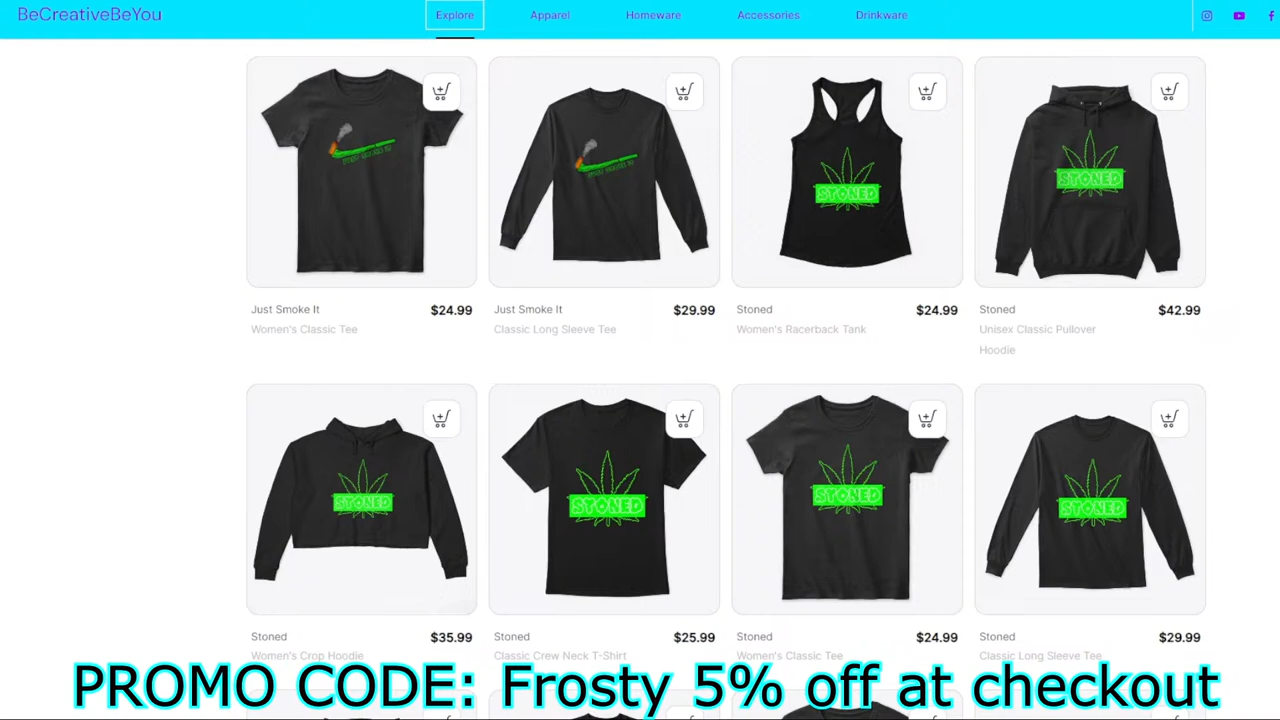 BeCreativeBeYou
Explore
Apparel
Homeware
Accessories
Drinkware
Just Smoke It $24.99
Women's Classic Tee
Just Smoke It $29.99
Classic Long Sleeve Tee
STONED
Stoned $24.99
Women's Racerback Tank
STONED
Stoned $42.99
Unisex Classic Pullover
Hoodie
STONED
Stoned $35.99
Women's Crop Hoodie
STONED
Stoned $25.99
Classic Crew Neck T-Shirt
STONED
Stoned $24.99
Women's Classic Tee
STONED
Stoned $29.99
Classic Long Sleeve Tee
PROMO CODE: Frosty 5% off at checkout